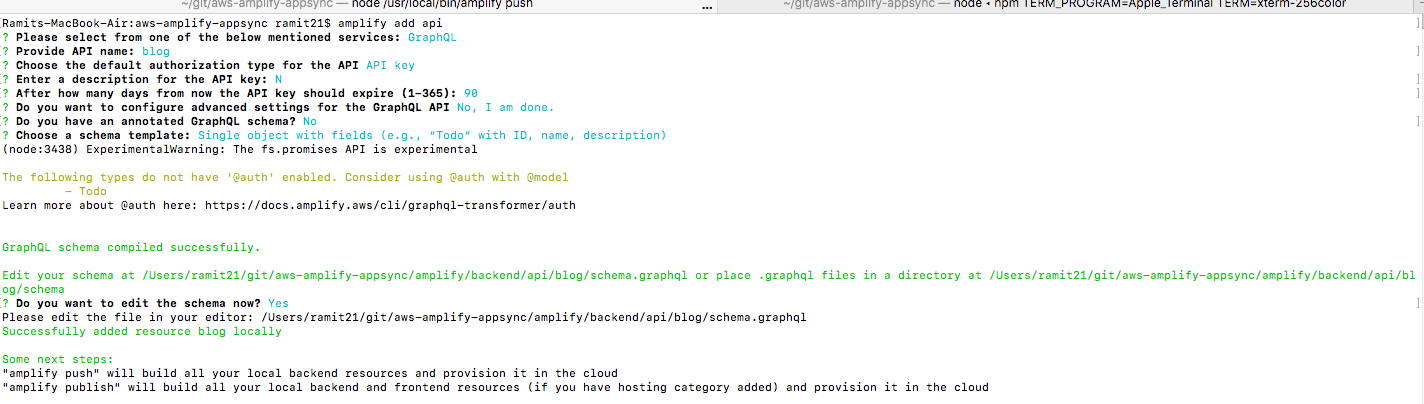 ~/git/aws-amplify-appsync — node /usr/local/bin/amplify push
...
~/git/aws-amplify-appsync — node ◂ npm TERM_PROGRAM=Apple_Terminal TERM=xterm-256color
[Ramits-MacBook-Air:aws-amplify-appsync ramit21$ amplify add api ]
? Please select from one of the below mentioned services: GraphQL
[? Provide API name: blog ]
? Choose the default authorization type for the API API key
[? Enter a description for the API key: N ]
[? After how many days from now the API key should expire (1-365): 90 ]
? Do you want to configure advanced settings for the GraphQL API No, I am done.
[? Do you have an annotated GraphQL schema? No ]
? Choose a schema template: Single object with fields (e.g., “Todo” with ID, name, description)
(node:3438) ExperimentalWarning: The fs.promises API is experimental
The following types do not have '@auth' enabled. Consider using @auth with @model
– Todo
Learn more about @auth here: https://docs.amplify.aws/cli/graphql-transformer/auth
GraphQL schema compiled successfully.
Edit your schema at /Users/ramit21/git/aws-amplify-appsync/amplify/backend/api/blog/schema.graphql or place .graphql files in a directory at /Users/ramit21/git/aws-amplify-appsync/amplify/backend/api/bl
og/schema
[? Do you want to edit the schema now? Yes ]
Please edit the file in your editor: /Users/ramit21/git/aws-amplify-appsync/amplify/backend/api/blog/schema.graphql
Successfully added resource blog locally
Some next steps:
"amplify push" will build all your local backend resources and provision it in the cloud
"amplify publish" will build all your local backend and frontend resources (if you have hosting category added) and provision it in the cloud